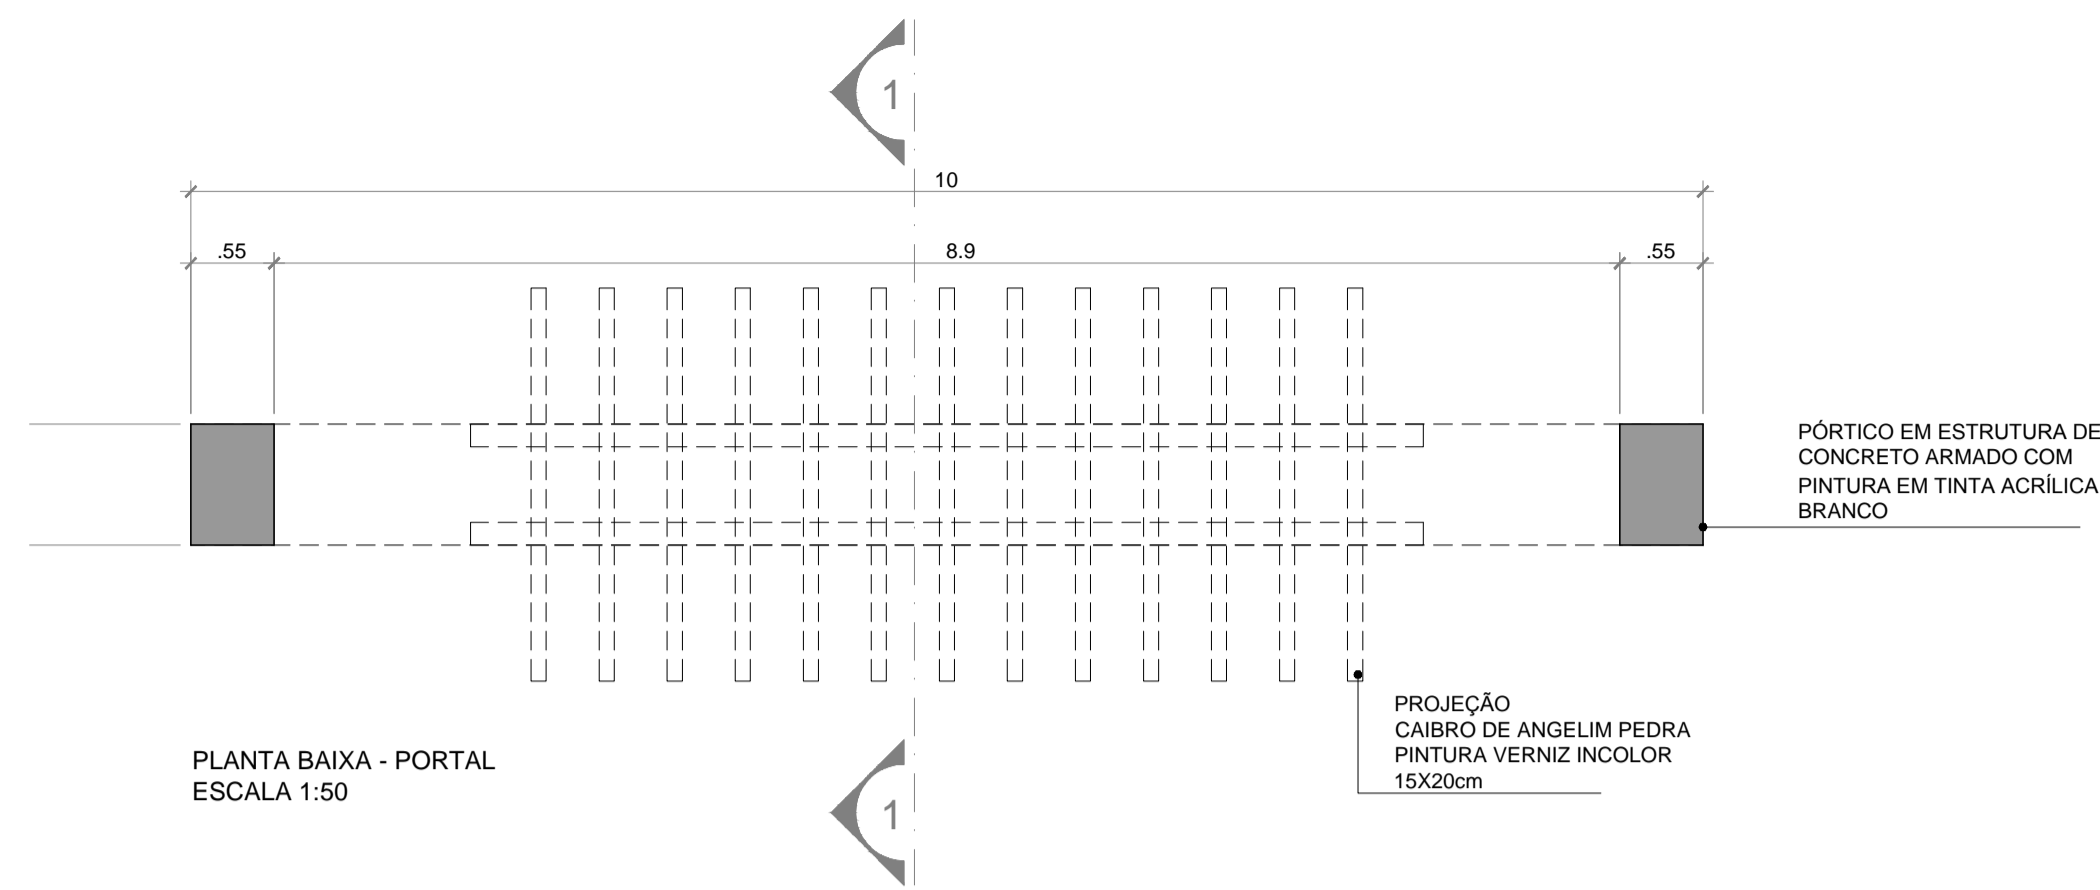 1
10
.55
8.9
.55
PÓRTICO EM ESTRUTURA DE
CONCRETO ARMADO COM
PINTURA EM TINTA ACRÍLICA
BRANCO
PROJEÇÃO
CAIBRO DE ANGELIM PEDRA
PINTURA VERNIZ INCOLOR
15X20cm
PLANTA BAIXA - PORTAL
ESCALA 1:50
1